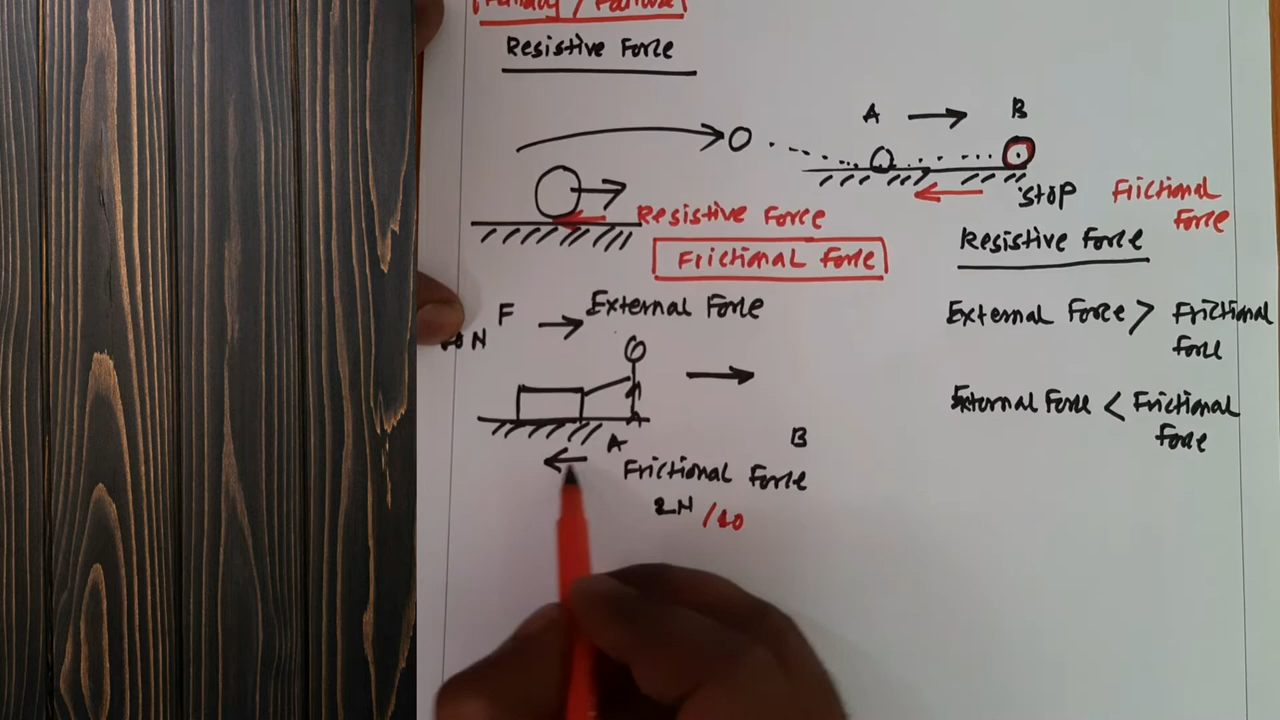 Resistive Force
A
B
Resistive Force
STOP
Frictional
Force
Frictional Force
Resistive Force
F
External Force
N
External Force > Frictional
Force
External Force < Frictional
Force
A
B
Frictional Force
2N /10